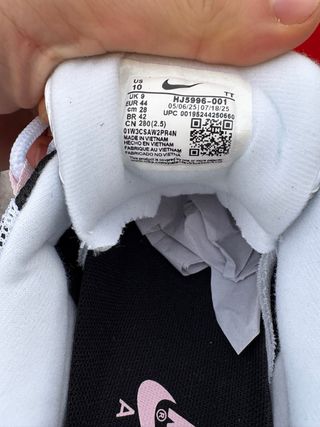 US 10
UK 9
EUR 44
cm 28
BR 42
CN 280(2.5)
TT
HJ5996-001
05/06/25 07/18/25
UPC 00195244250560
01W3CSAW2PR4N
MADE IN VIETNAM
HECHO EN VIETNAM
FABRIQUE AU VIETNAM
FABRICADO NO VIETNAM
A
®